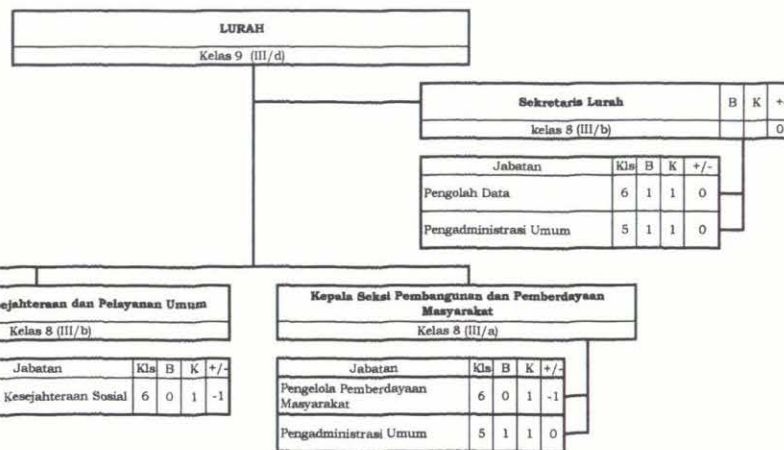 LURAH
Kelas 9 (III/d)
Sekretaris Lurah B K +
kelas 8 (III/b) 0
Jabatan Kls B K +/-
Pengolah Data 6 1 1 0
Pengadministrasi Umum 5 1 1 0
ejahteraan dan Pelayanan Umum
Kelas 8 (III/b)
Jabatan Kls B K +/-
Kesejahteraan Sosial 6 0 1 -1
Kepala Seksi Pembangunan dan Pemberdayaan
Masyarakat
Kelas 8 (III/a)
Jabatan Kls B K +/-
Pengelola Pemberdayaan
Masyarakat 6 0 1 -1
Pengadministrasi Umum 5 1 1 0